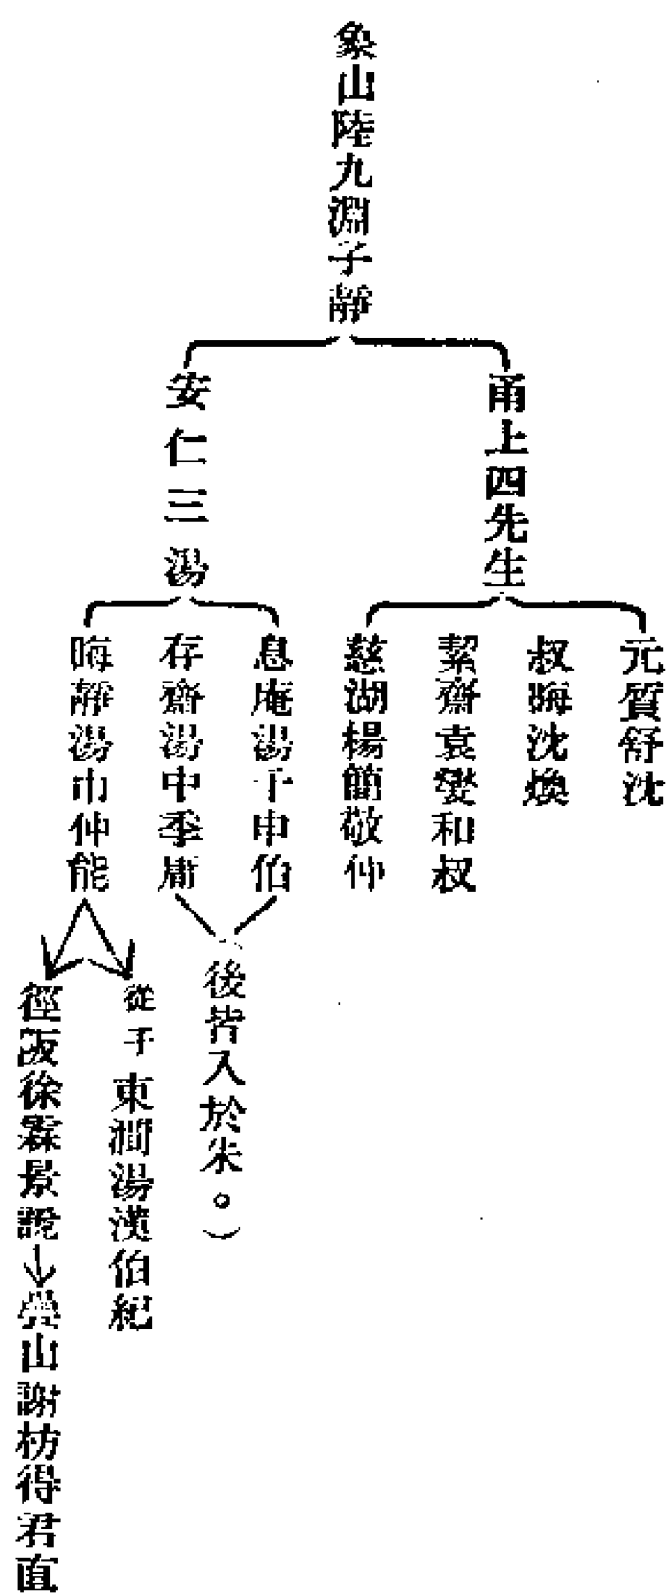 象山陸九淵子靜
甬上四先生
元質舒沈
叔晦沈煥
絜齋袁燮和叔
慈湖楊簡敬仲
安仁三湯
息庵湯千申伯
存齋湯中季庸
(後皆入於朱。)
晦靜湯巾仲能
從子東澗湯漢伯紀
徑畈徐霖景說→疊山謝枋得君直